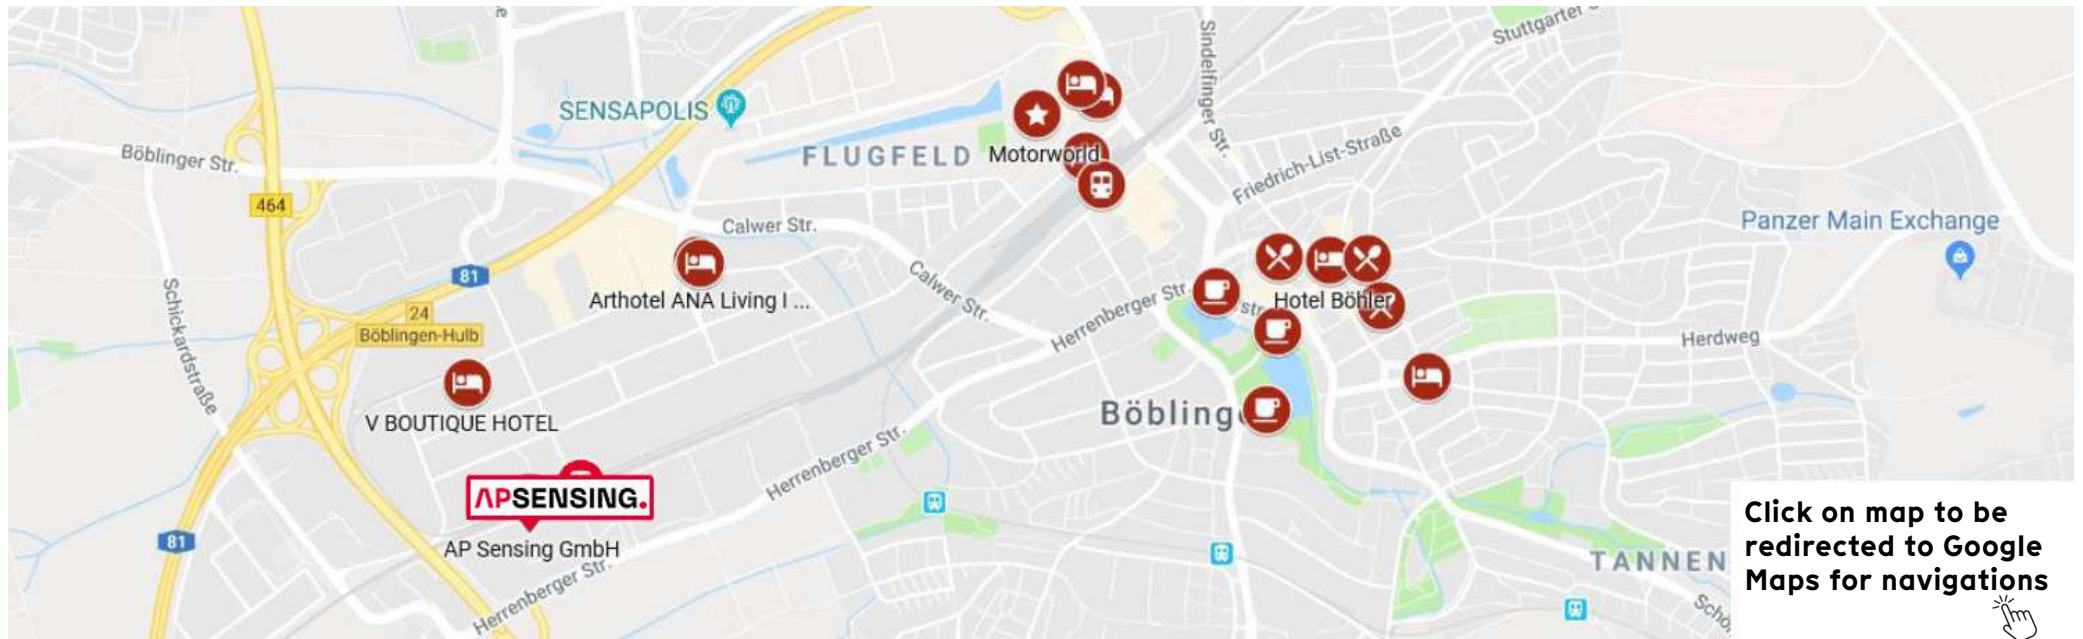 Stuttgarter S
Sindelfinger Str.
SENSAPOLIS
Böblinger Str.
FLUGFELD
Motorworld
Friedrich-List-Straße
464
Calwer Str.
Panzer Main Exchange
81
Arthotel ANA Living I ...
Calwer Str.
Herrenberger Str.
str
Hotel Böhler
Schickardstraße
24
Böblingen-Hulb
Herdweg
V BOUTIQUE HOTEL
Böbling
Herrenberger Str.
APSENSING.
AP Sensing GmbH
81
Herrenberger Str.
TANNEN
Click on map to be
redirected to Google
Maps for navigations